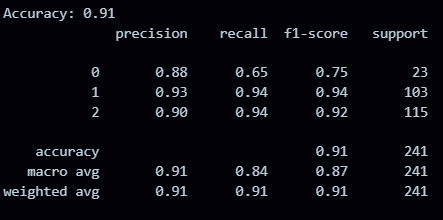 Accuracy: 0.91
precision recall f1-score support
0 0.88 0.65 0.75 23
1 0.93 0.94 0.94 103
2 0.90 0.94 0.92 115
accuracy 0.91 241
macro avg 0.91 0.84 0.87 241
weighted avg 0.91 0.91 0.91 241